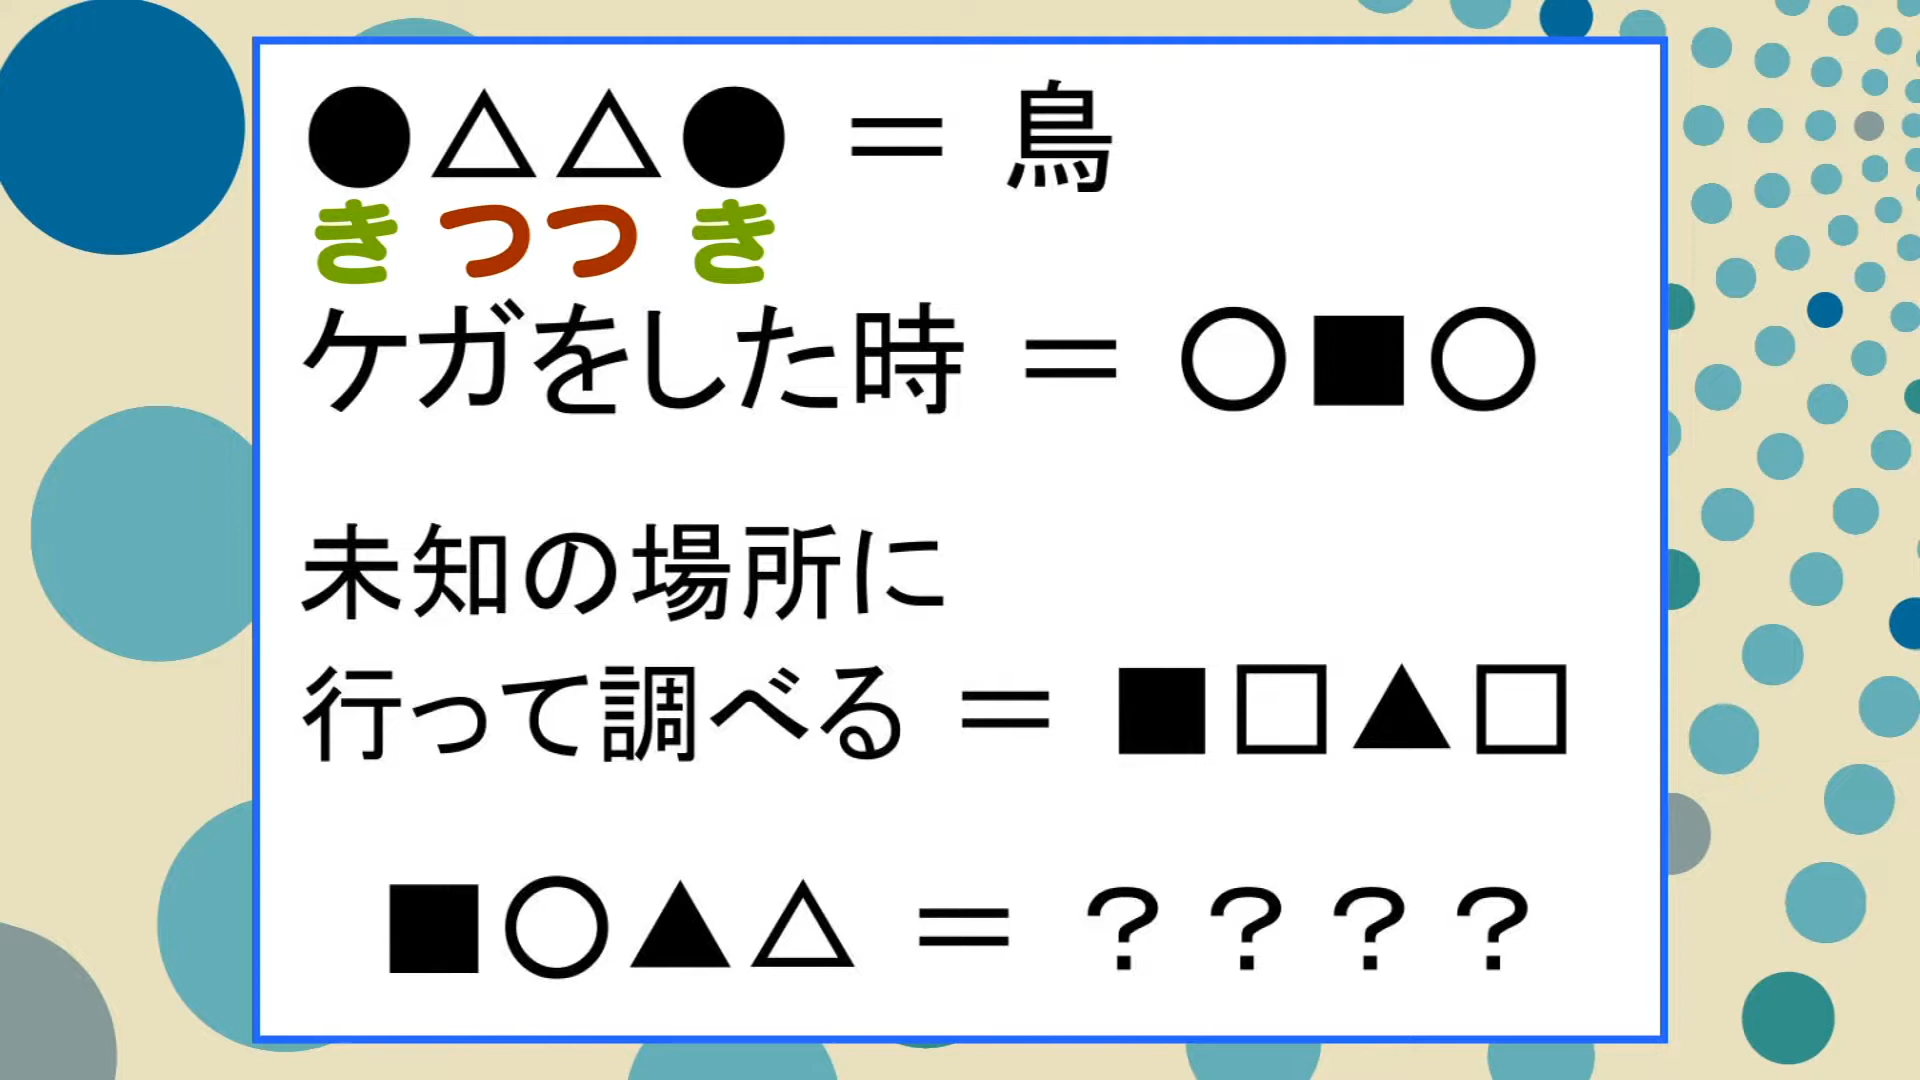 ●△△●＝鳥
きつつき
ケガをした時＝○■○
未知の場所に
行って調べる＝■□▲□
■○▲△＝？？？？